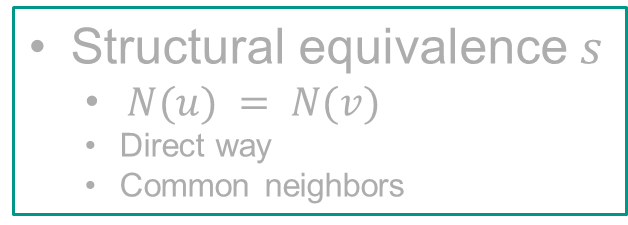 • Structural equivalence s
• N(u) = N(v)
• Direct way
• Common neighbors